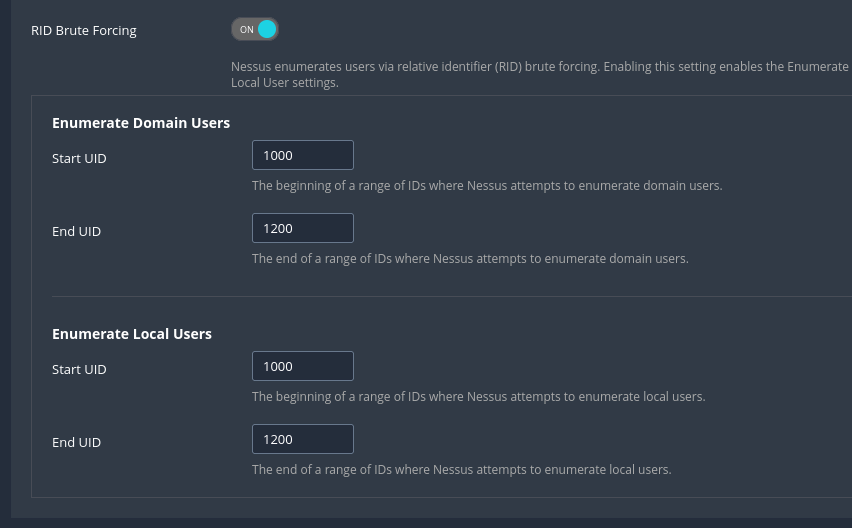 RID Brute Forcing
ON
Nessus enumerates users via relative identifier (RID) brute forcing. Enabling this setting enables the Enumerate
Local User settings.
Enumerate Domain Users
Start UID
1000
The beginning of a range of IDs where Nessus attempts to enumerate domain users.
End UID
1200
The end of a range of IDs where Nessus attempts to enumerate domain users.
Enumerate Local Users
Start UID
1000
The beginning of a range of IDs where Nessus attempts to enumerate local users.
End UID
1200
The end of a range of IDs where Nessus attempts to enumerate local users.